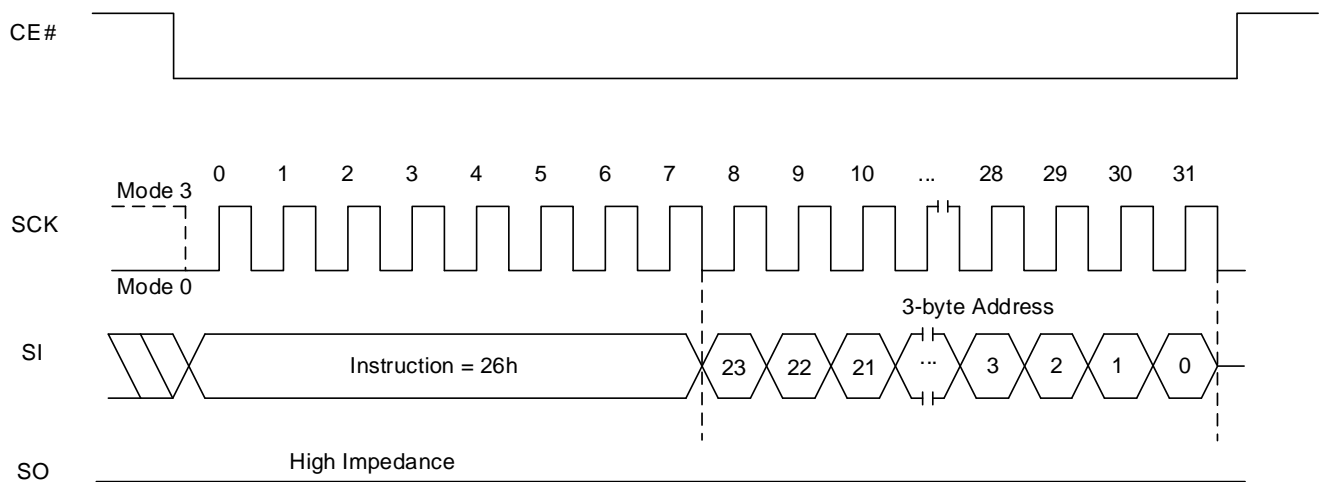 CE#
0 1 2 3 4 5 6 7 8 9 10 ... 28 29 30 31
Mode 3
SCK
Mode 0
3-byte Address
SI
Instruction = 26h
23 22 21 ... 3 2 1 0
High Impedance
SO